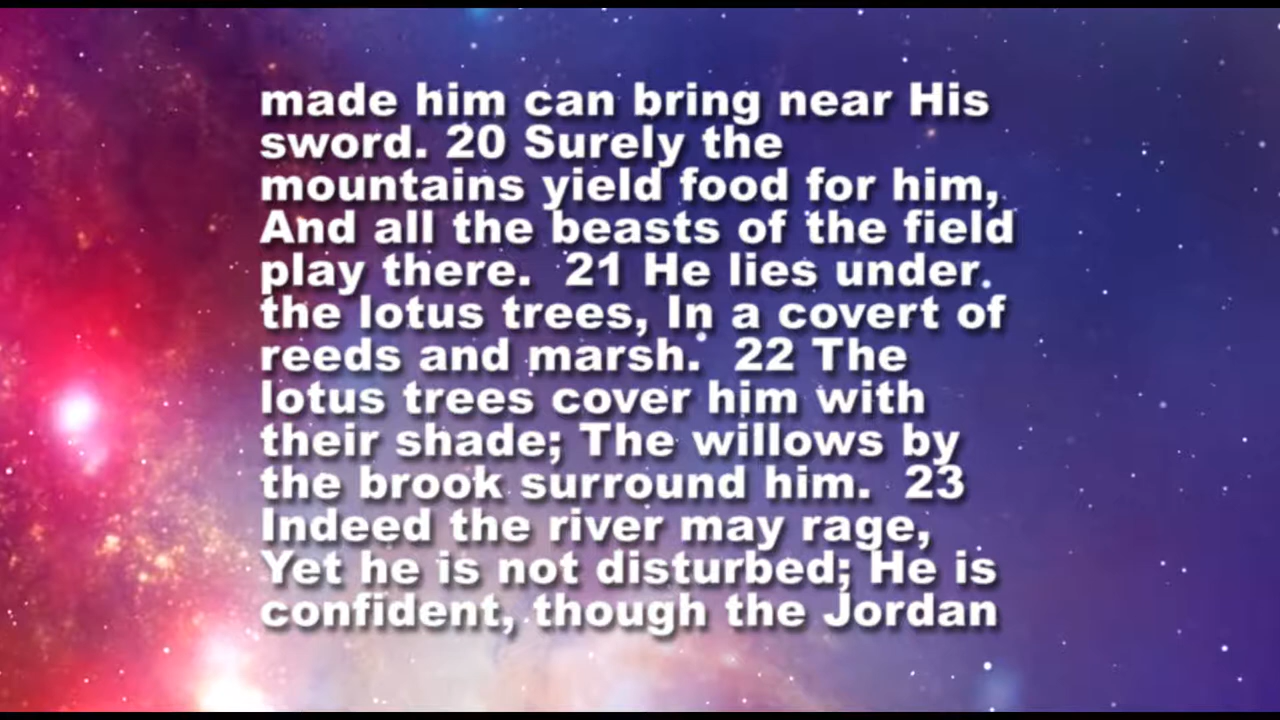 made him can bring near His
sword. 20 Surely the
mountains yield food for him,
And all the beasts of the field
play there.  21 He lies under
the lotus trees, In a covert of
reeds and marsh.  22 The
lotus trees cover him with
their shade; The willows by
the brook surround him.  23
Indeed the river may rage,
Yet he is not disturbed; He is
confident, though the Jordan